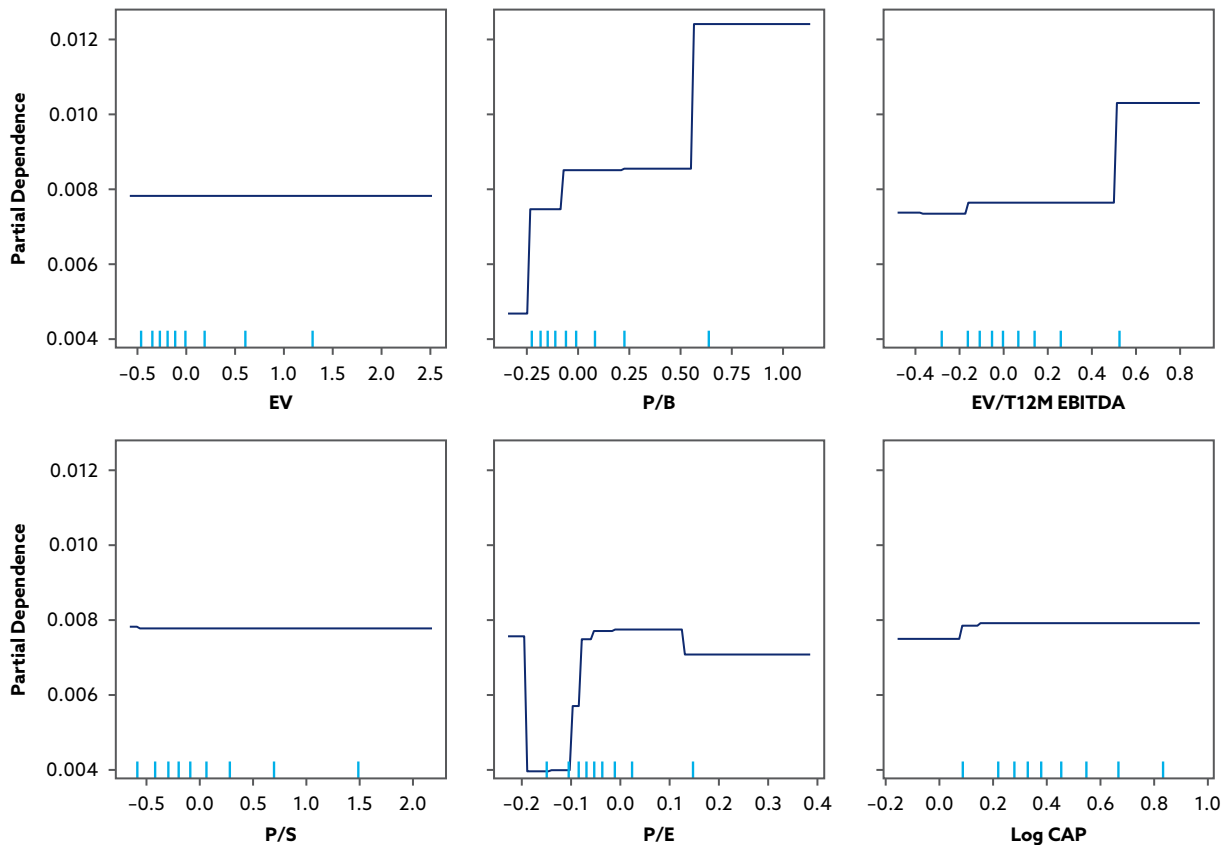 Partial Dependence
0.012
0.010
0.008
0.006
0.004
−0.5 0.0 0.5 1.0 1.5 2.0 2.5
EV
−0.25 0.00 0.25 0.50 0.75 1.00
P/B
−0.4 −0.2 0.0 0.2 0.4 0.6 0.8
EV/T12M EBITDA
Partial Dependence
0.012
0.010
0.008
0.006
0.004
−0.5 0.0 0.5 1.0 1.5 2.0
P/S
−0.2 −0.1 0.0 0.1 0.2 0.3 0.4
P/E
−0.2 0.0 0.2 0.4 0.6 0.8 1.0
Log CAP